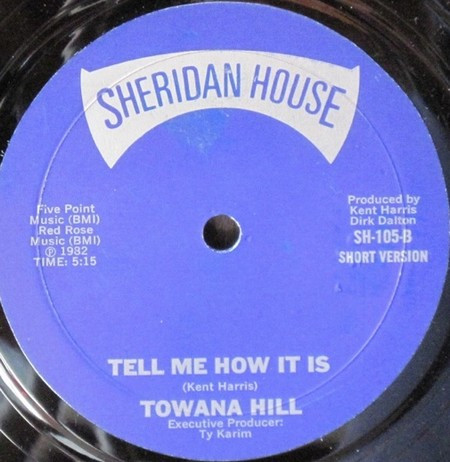 SHERIDAN HOUSE
Five Point
Music (BMI)
Red Rose
Music (BMI)
℗ 1982
TIME: 5:15
Produced by
Kent Harris
Dirk Dalton
SH-105-B
SHORT VERSION
TELL ME HOW IT IS
(Kent Harris)
TOWANA HILL
Executive Producer:
Ty Karim